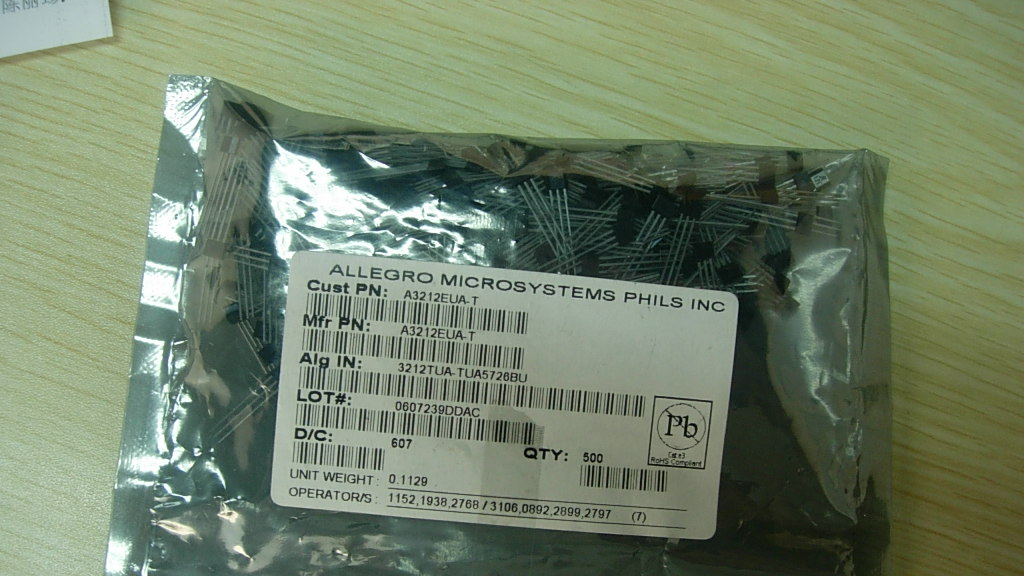 ALLEGRO MICROSYSTEMS PHILS INC
Cust PN: A3212EUA-T
Mfr PN: A3212EUA-T
Alg IN: 3212TUA-TUA5726BU
LOT#: 0607239DDAC
D/C: 607
QTY: 500
Pb
RoHS Compliant
UNIT WEIGHT : 0.1129
OPERATOR/S : 1152,1938,2768 / 3106,0892,2899,2797 (7)